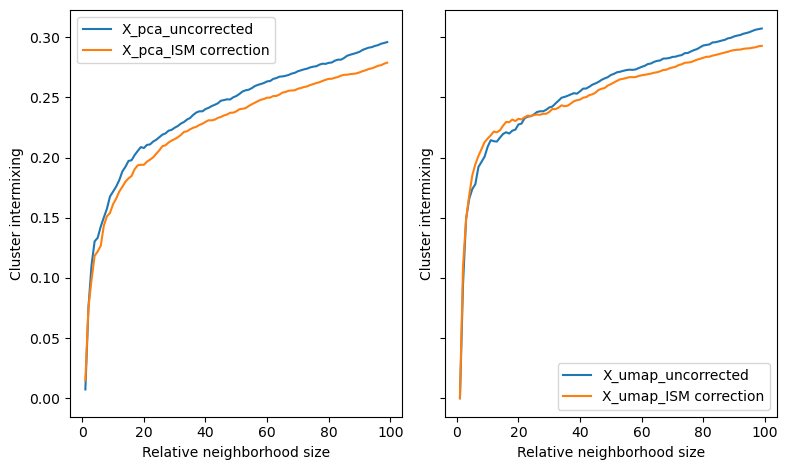 X_pca_uncorrected
X_pca_ISM correction
0.30
0.25
0.20
0.15
0.10
0.05
0.00
Cluster intermixing
0 20 40 60 80 100
Relative neighborhood size
Cluster intermixing
X_umap_uncorrected
X_umap_ISM correction
0 20 40 60 80 100
Relative neighborhood size